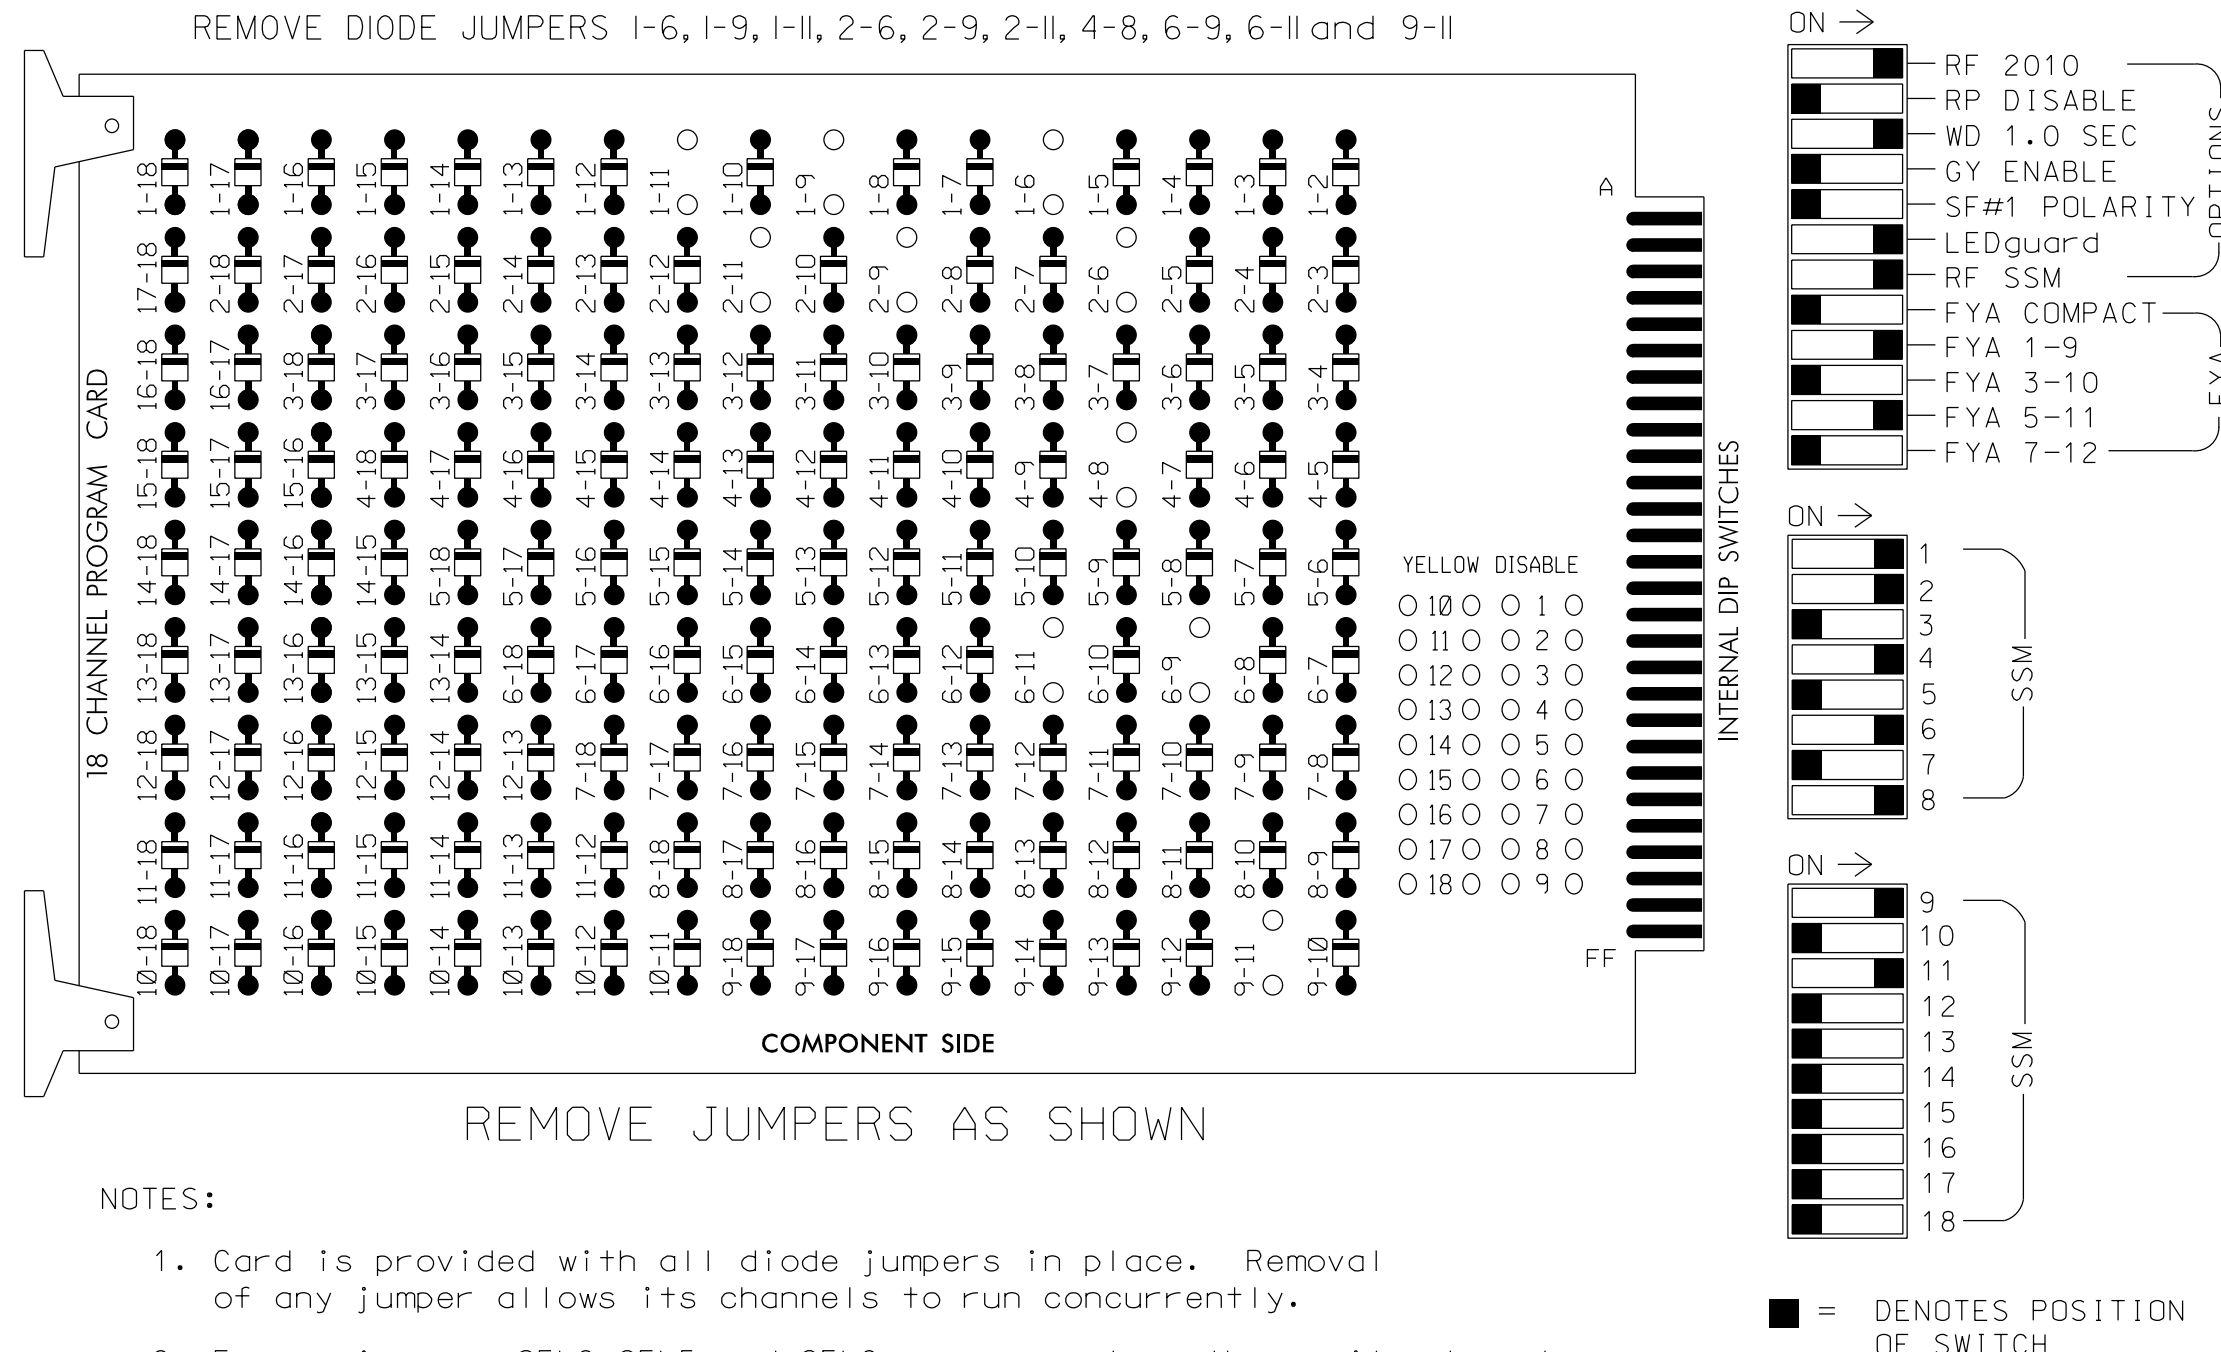 REMOVE DIODE JUMPERS 1-6, 1-9, 1-11, 2-6, 2-9, 2-11, 4-8, 6-9, 6-11 and 9-11
18 CHANNEL PROGRAM CARD
1-18 1-17 1-16 1-15 1-14 1-13 1-12 1-11 1-10 1-9 1-8 1-7 1-6 1-5 1-4 1-3 1-2
17-18 2-18 2-17 2-16 2-15 2-14 2-13 2-12 2-11 2-10 2-9 2-8 2-7 2-6 2-5 2-4 2-3
16-18 16-17 3-18 3-17 3-16 3-15 3-14 3-13 3-12 3-11 3-10 3-9 3-8 3-7 3-6 3-5 3-4
15-18 15-17 15-16 4-18 4-17 4-16 4-15 4-14 4-13 4-12 4-11 4-10 4-9 4-8 4-7 4-6 4-5
14-18 14-17 14-16 14-15 5-18 5-17 5-16 5-15 5-14 5-13 5-12 5-11 5-10 5-9 5-8 5-7 5-6
13-18 13-17 13-16 13-15 13-14 6-18 6-17 6-16 6-15 6-14 6-13 6-12 6-11 6-10 6-9 6-8 6-7
12-18 12-17 12-16 12-15 12-14 12-13 7-18 7-17 7-16 7-15 7-14 7-13 7-12 7-11 7-10 7-9 7-8
11-18 11-17 11-16 11-15 11-14 11-13 11-12 8-18 8-17 8-16 8-15 8-14 8-13 8-12 8-11 8-10 8-9
10-18 10-17 10-16 10-15 10-14 10-13 10-12 10-11 9-18 9-17 9-16 9-15 9-14 9-13 9-12 9-11 9-10
A
FF
YELLOW DISABLE
10 1
11 2
12 3
13 4
14 5
15 6
16 7
17 8
18 9
COMPONENT SIDE
INTERNAL DIP SWITCHES
ON →
RF 2010
RP DISABLE
WD 1.0 SEC
GY ENABLE
SF#1 POLARITY
LEDguard
RF SSM
OPTIONS
FYA COMPACT
FYA 1-9
FYA 3-10
FYA 5-11
FYA 7-12
FYA
ON →
1
2
3
4
5
6
7
8
SSM
ON →
9
10
11
12
13
14
15
16
17
18
SSM
■ = DENOTES POSITION
OF SWITCH
REMOVE JUMPERS AS SHOWN
NOTES:
1. Card is provided with all diode jumpers in place. Removal
of any jumper allows its channels to run concurrently.